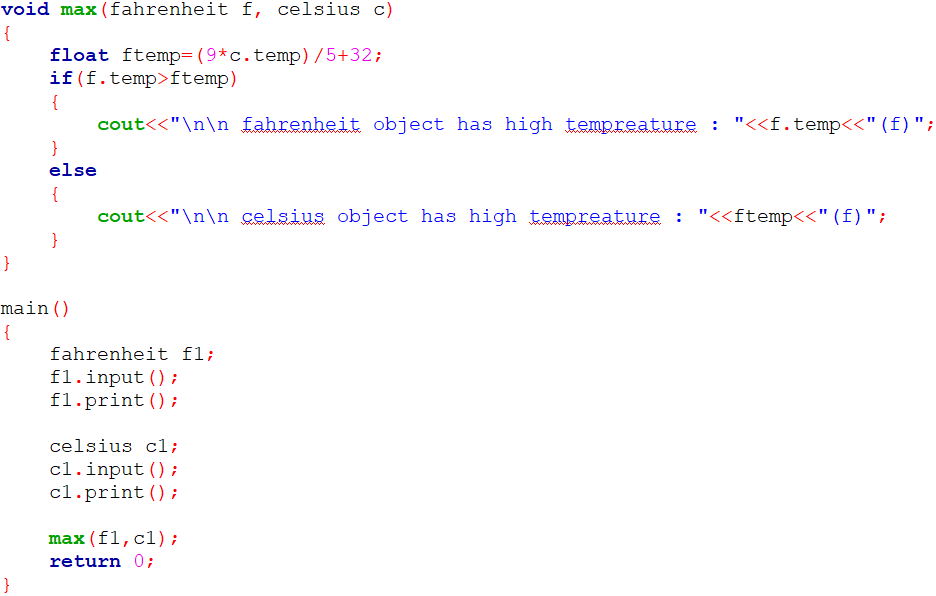 void max(fahrenheit f, celsius c)
{
    float ftemp=(9*c.temp)/5+32;
    if(f.temp>ftemp)
    {
        cout<<"\n\n fahrenheit object has high tempreature : "<<f.temp<<"(f)";
    }
    else
    {
        cout<<"\n\n celsius object has high tempreature : "<<ftemp<<"(f)";
    }
}

main()
{
    fahrenheit f1;
    f1.input();
    f1.print();

    celsius c1;
    c1.input();
    c1.print();

    max(f1,c1);
    return 0;
}